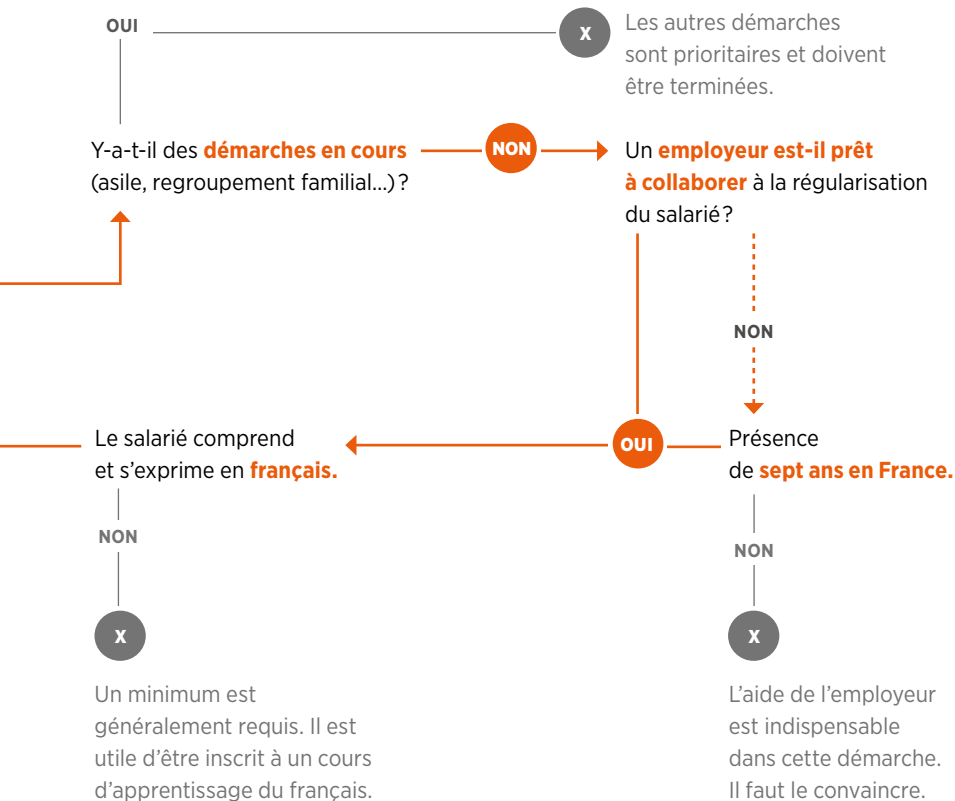 OUI
X
Les autres démarches
sont prioritaires et doivent
être terminées.
Y-a-t-il des démarches en cours
(asile, regroupement familial...) ?
NON
Un employeur est-il prêt
à collaborer à la régularisation
du salarié ?
NON
Le salarié comprend
et s’exprime en français.
OUI
Présence
de sept ans en France.
NON
X
Un minimum est
généralement requis. Il est
utile d’être inscrit à un cours
d’apprentissage du français.
NON
X
L’aide de l’employeur
est indispensable
dans cette démarche.
Il faut le convaincre.